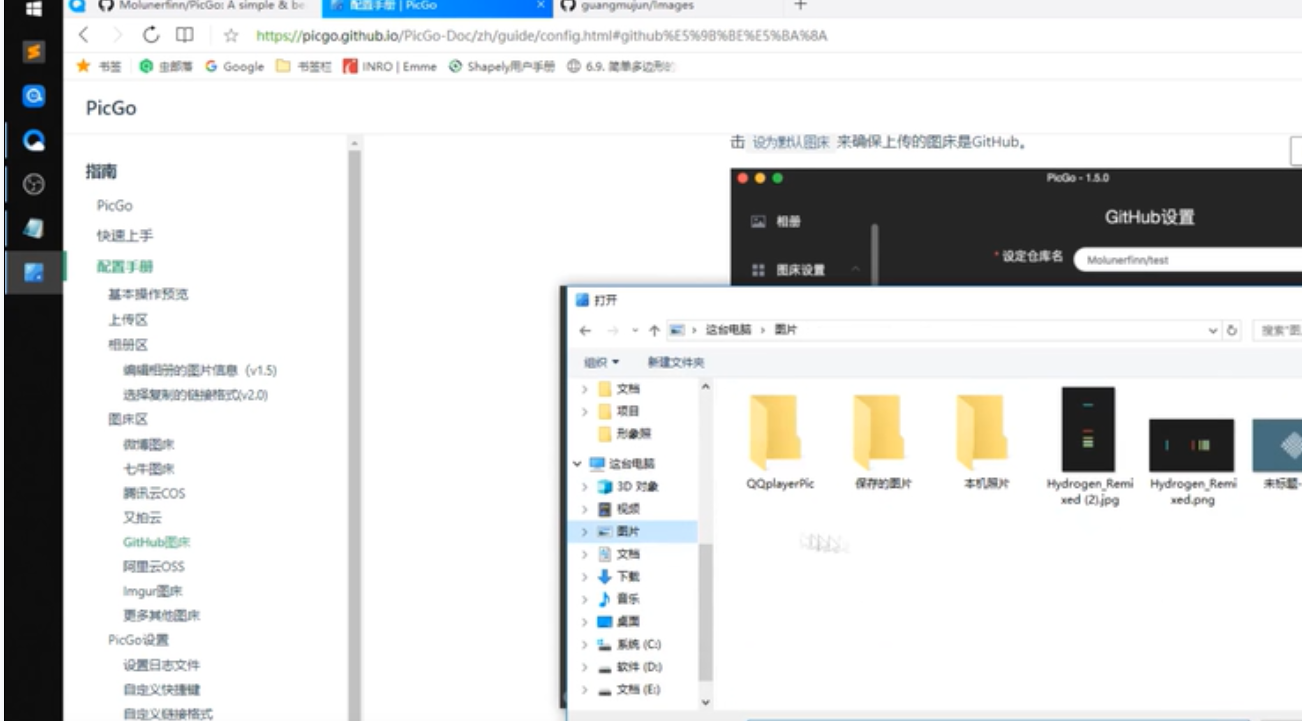 Molunerfinn/PicGo: A simple & be
配置手册 | PicGo
guangmujun/Images
https://picgo.github.io/PicGo-Doc/zh/guide/config.html#github%E5%9B%BE%E5%BA%8A
书签
虫部落
Google
书签栏
INRO | Emme
Shapely用户手册
6.9. 简单多边形的
PicGo
指南
PicGo
快速上手
配置手册
基本操作预览
上传区
相册区
编辑相册的图片信息 (v1.5)
选择复制的链接格式(v2.0)
图床区
微博图床
七牛图床
腾讯云COS
又拍云
GitHub图床
阿里云OSS
Imgur图床
更多其他图床
PicGo设置
设置日志文件
自定义快捷键
自定义链接格式
击 设为默认图床 来确保上传的图床是GitHub。
PicGo - 1.5.0
相册
图床设置
GitHub设置
* 设定仓库名
Molunerfinn/test
打开
这台电脑 › 图片
搜索"图
组织
新建文件夹
文档
项目
形象照
这台电脑
3D 对象
视频
图片
文档
下载
音乐
桌面
系统 (C:)
软件 (D:)
文档 (E:)
QQplayerPic
保存的图片
本机照片
Hydrogen_Remi
xed (2).jpg
Hydrogen_Remi
xed.png
未标题-